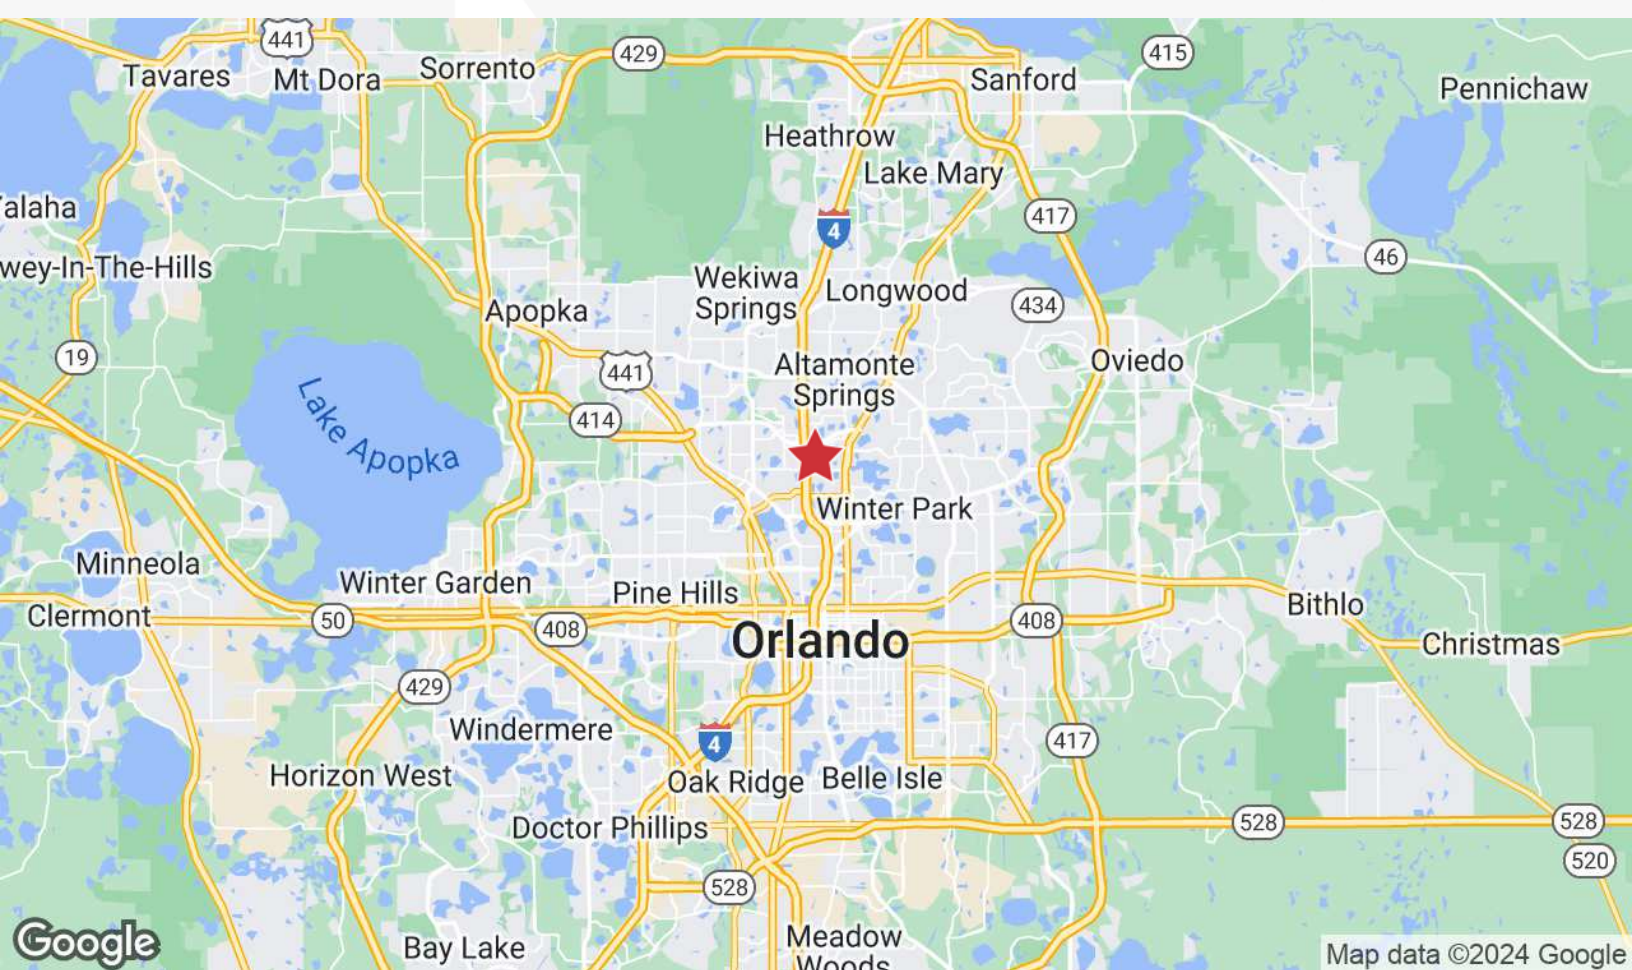 441
429
415
Tavares
Mt Dora
Sorrento
Sanford
Pennichaw
Heathrow
Lake Mary
alaha
417
4
46
wey-In-The-Hills
Wekiwa
Springs
Longwood
434
Apopka
19
441
Altamonte
Springs
Oviedo
Lake Apopka
414
Winter Park
Minneola
Winter Garden
Pine Hills
Bithlo
Clermont
50
408
408
Orlando
Christmas
429
Windermere
4
417
Horizon West
Oak Ridge
Belle Isle
Doctor Phillips
528
528
520
528
Meadow
Woods
Bay Lake
Google
Map data ©2024 Google